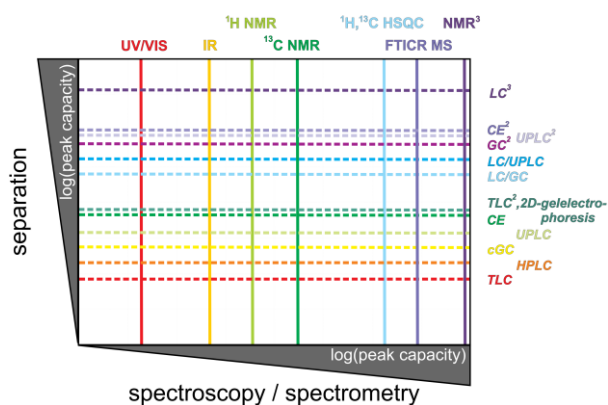 ¹H NMR
¹H,¹³C HSQC
NMR³
UV/VIS
IR
¹³C NMR
FTICR MS
separation
log(peak capacity)
LC³
CE²
UPLC²
GC²
LC/UPLC
LC/GC
TLC²,2D-gelelectro-
phoresis
CE
UPLC
cGC
HPLC
TLC
log(peak capacity)
spectroscopy / spectrometry